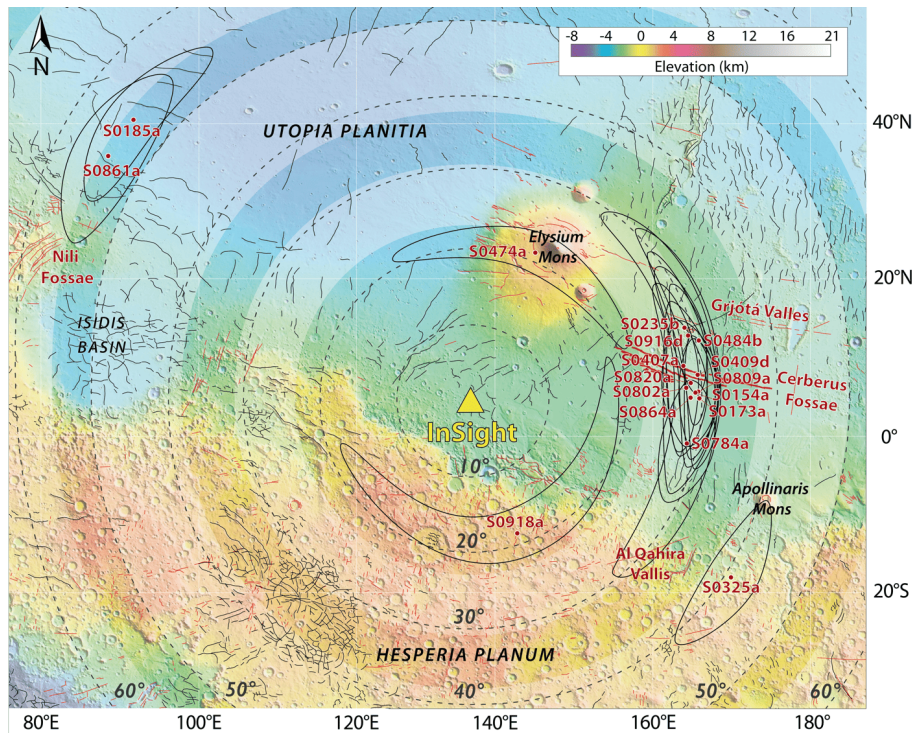 N
-8 -4 0 4 8 12 16 21
Elevation (km)
40°N
UTOPIA PLANITIA
S0185a
S0861a
Elysium
Mons
S0474a
Nili
Fossae
20°N
Grjotá Valles
ISIDIS
BASIN
S0235b
S0916d
S0484b
S0407a
S0409d
S0820a
S0809a
Cerberus
Fossae
S0802a
S0154a
S0864a
S0173a
InSight
0°
S0784a
10°
Apollinaris
Mons
S0918a
20°
Al Qahira
Vallis
S0325a
20°S
30°
HESPERIA PLANUM
60°
50°
40°
50°
60°
80°E 100°E 120°E 140°E 160°E 180°